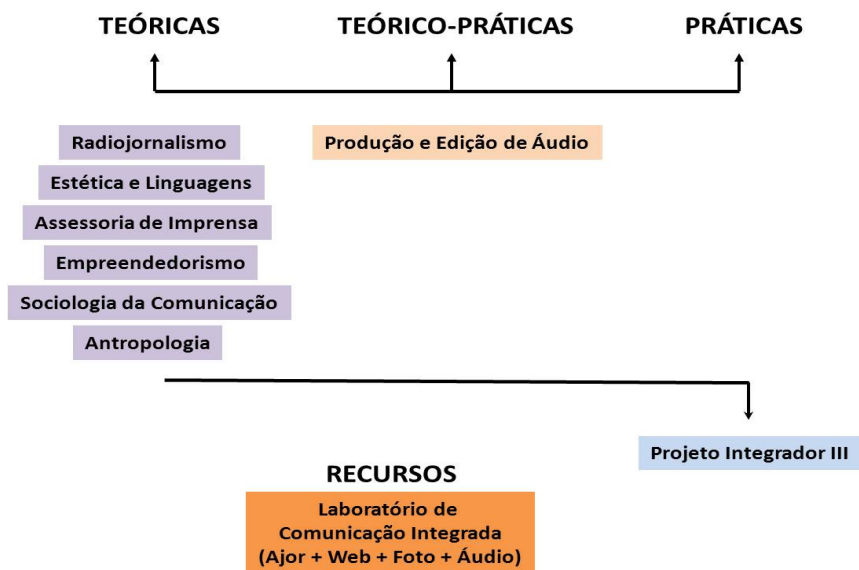 TEÓRICAS
TEÓRICO-PRÁTICAS
PRÁTICAS
Radiojornalismo
Produção e Edição de Áudio
Estética e Linguagens
Assessoria de Imprensa
Empreendedorismo
Sociologia da Comunicação
Antropologia
Projeto Integrador III
RECURSOS
Laboratório de
Comunicação Integrada
(Ajor + Web + Foto + Áudio)